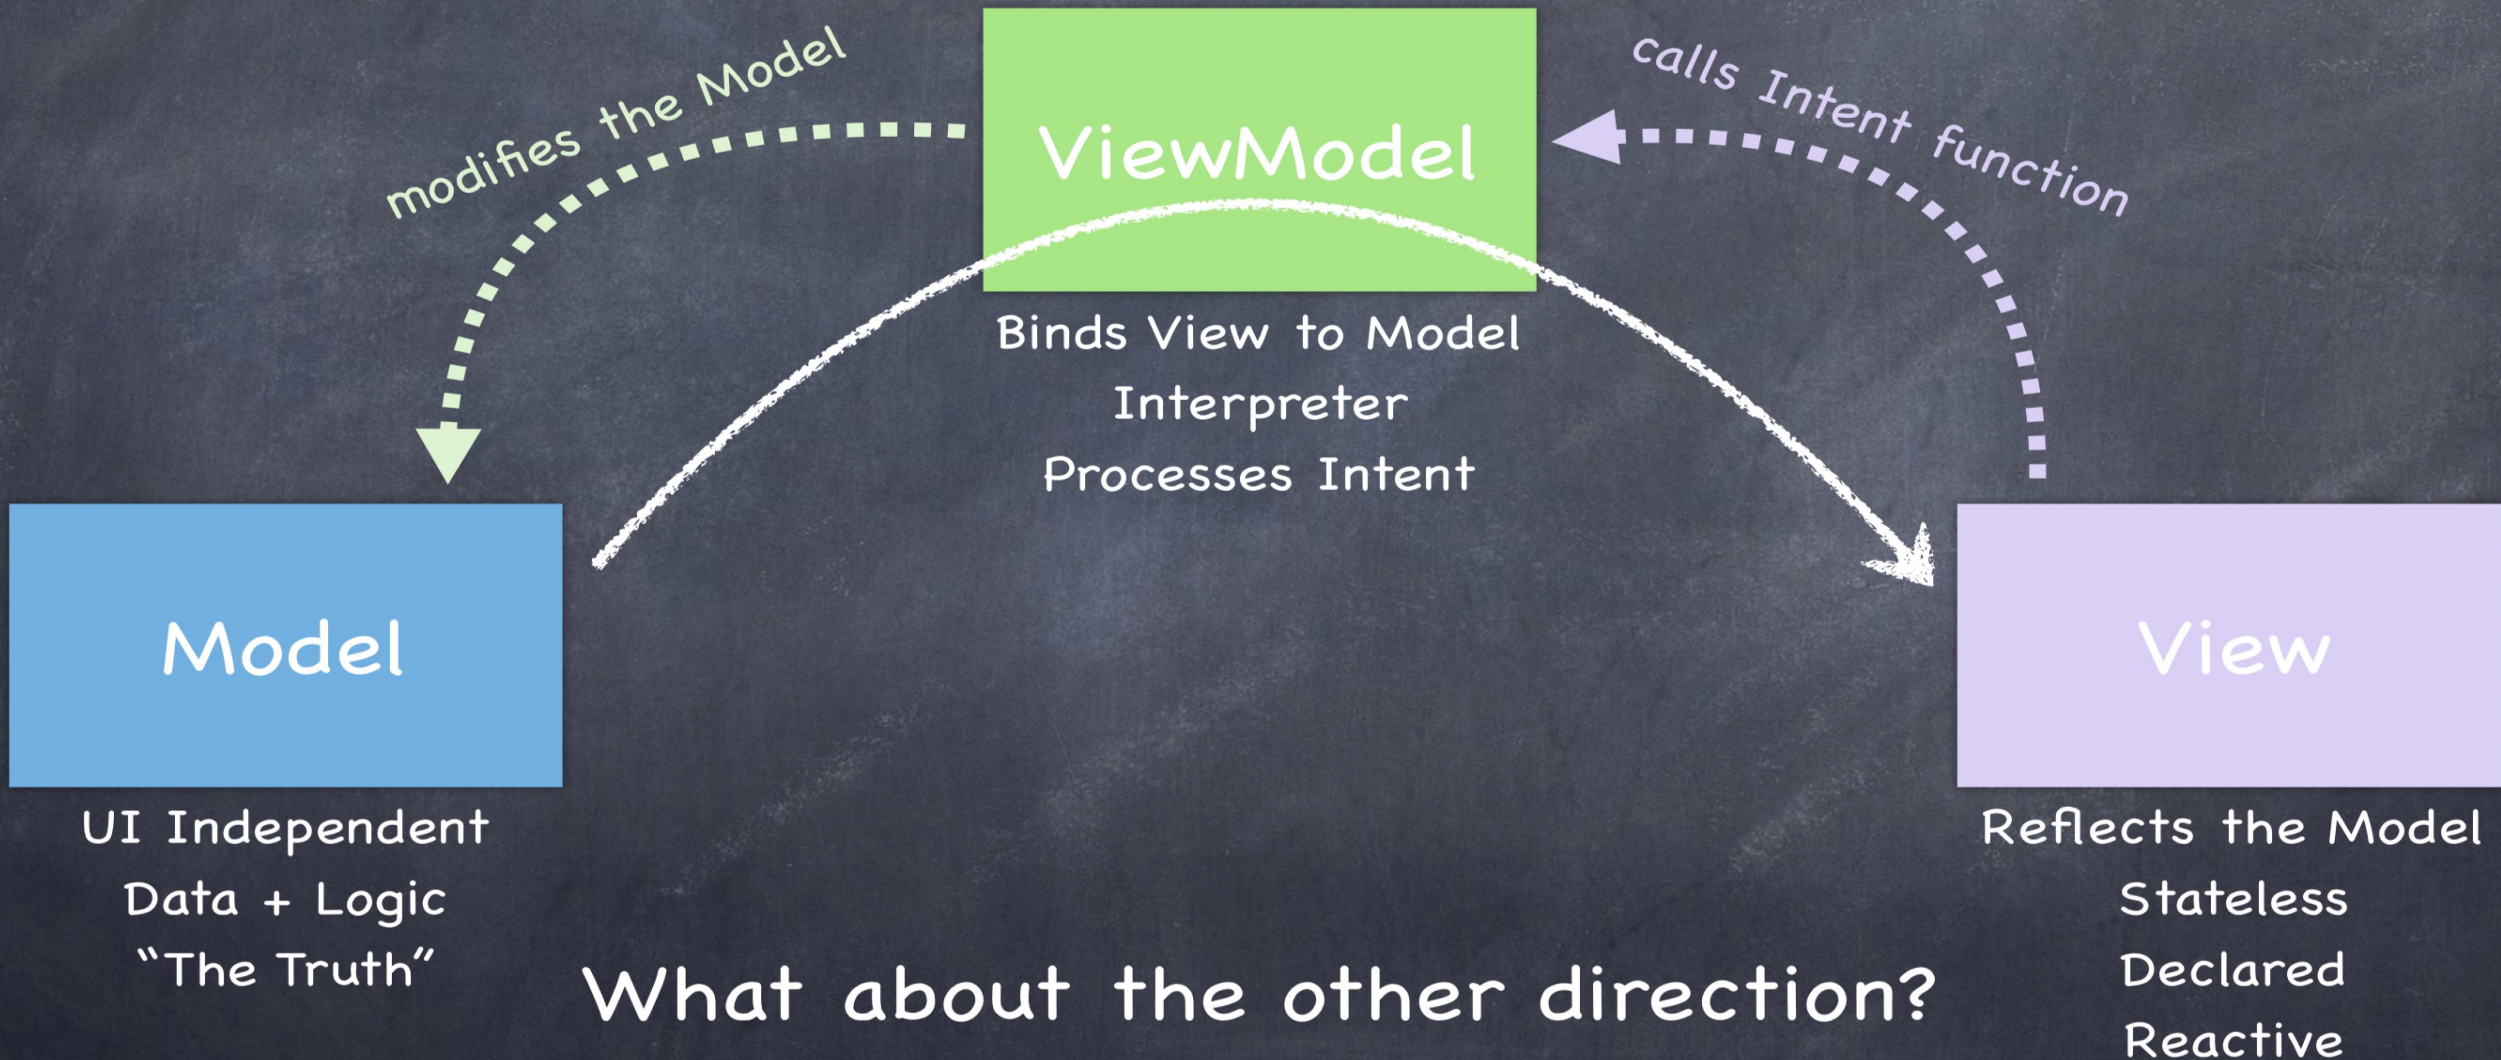 modifies the Model
ViewModel
calls Intent function
Binds View to Model
Interpreter
Processes Intent
Model
UI Independent
Data + Logic
“The Truth”
View
Reflects the Model
Stateless
Declared
Reactive
What about the other direction?